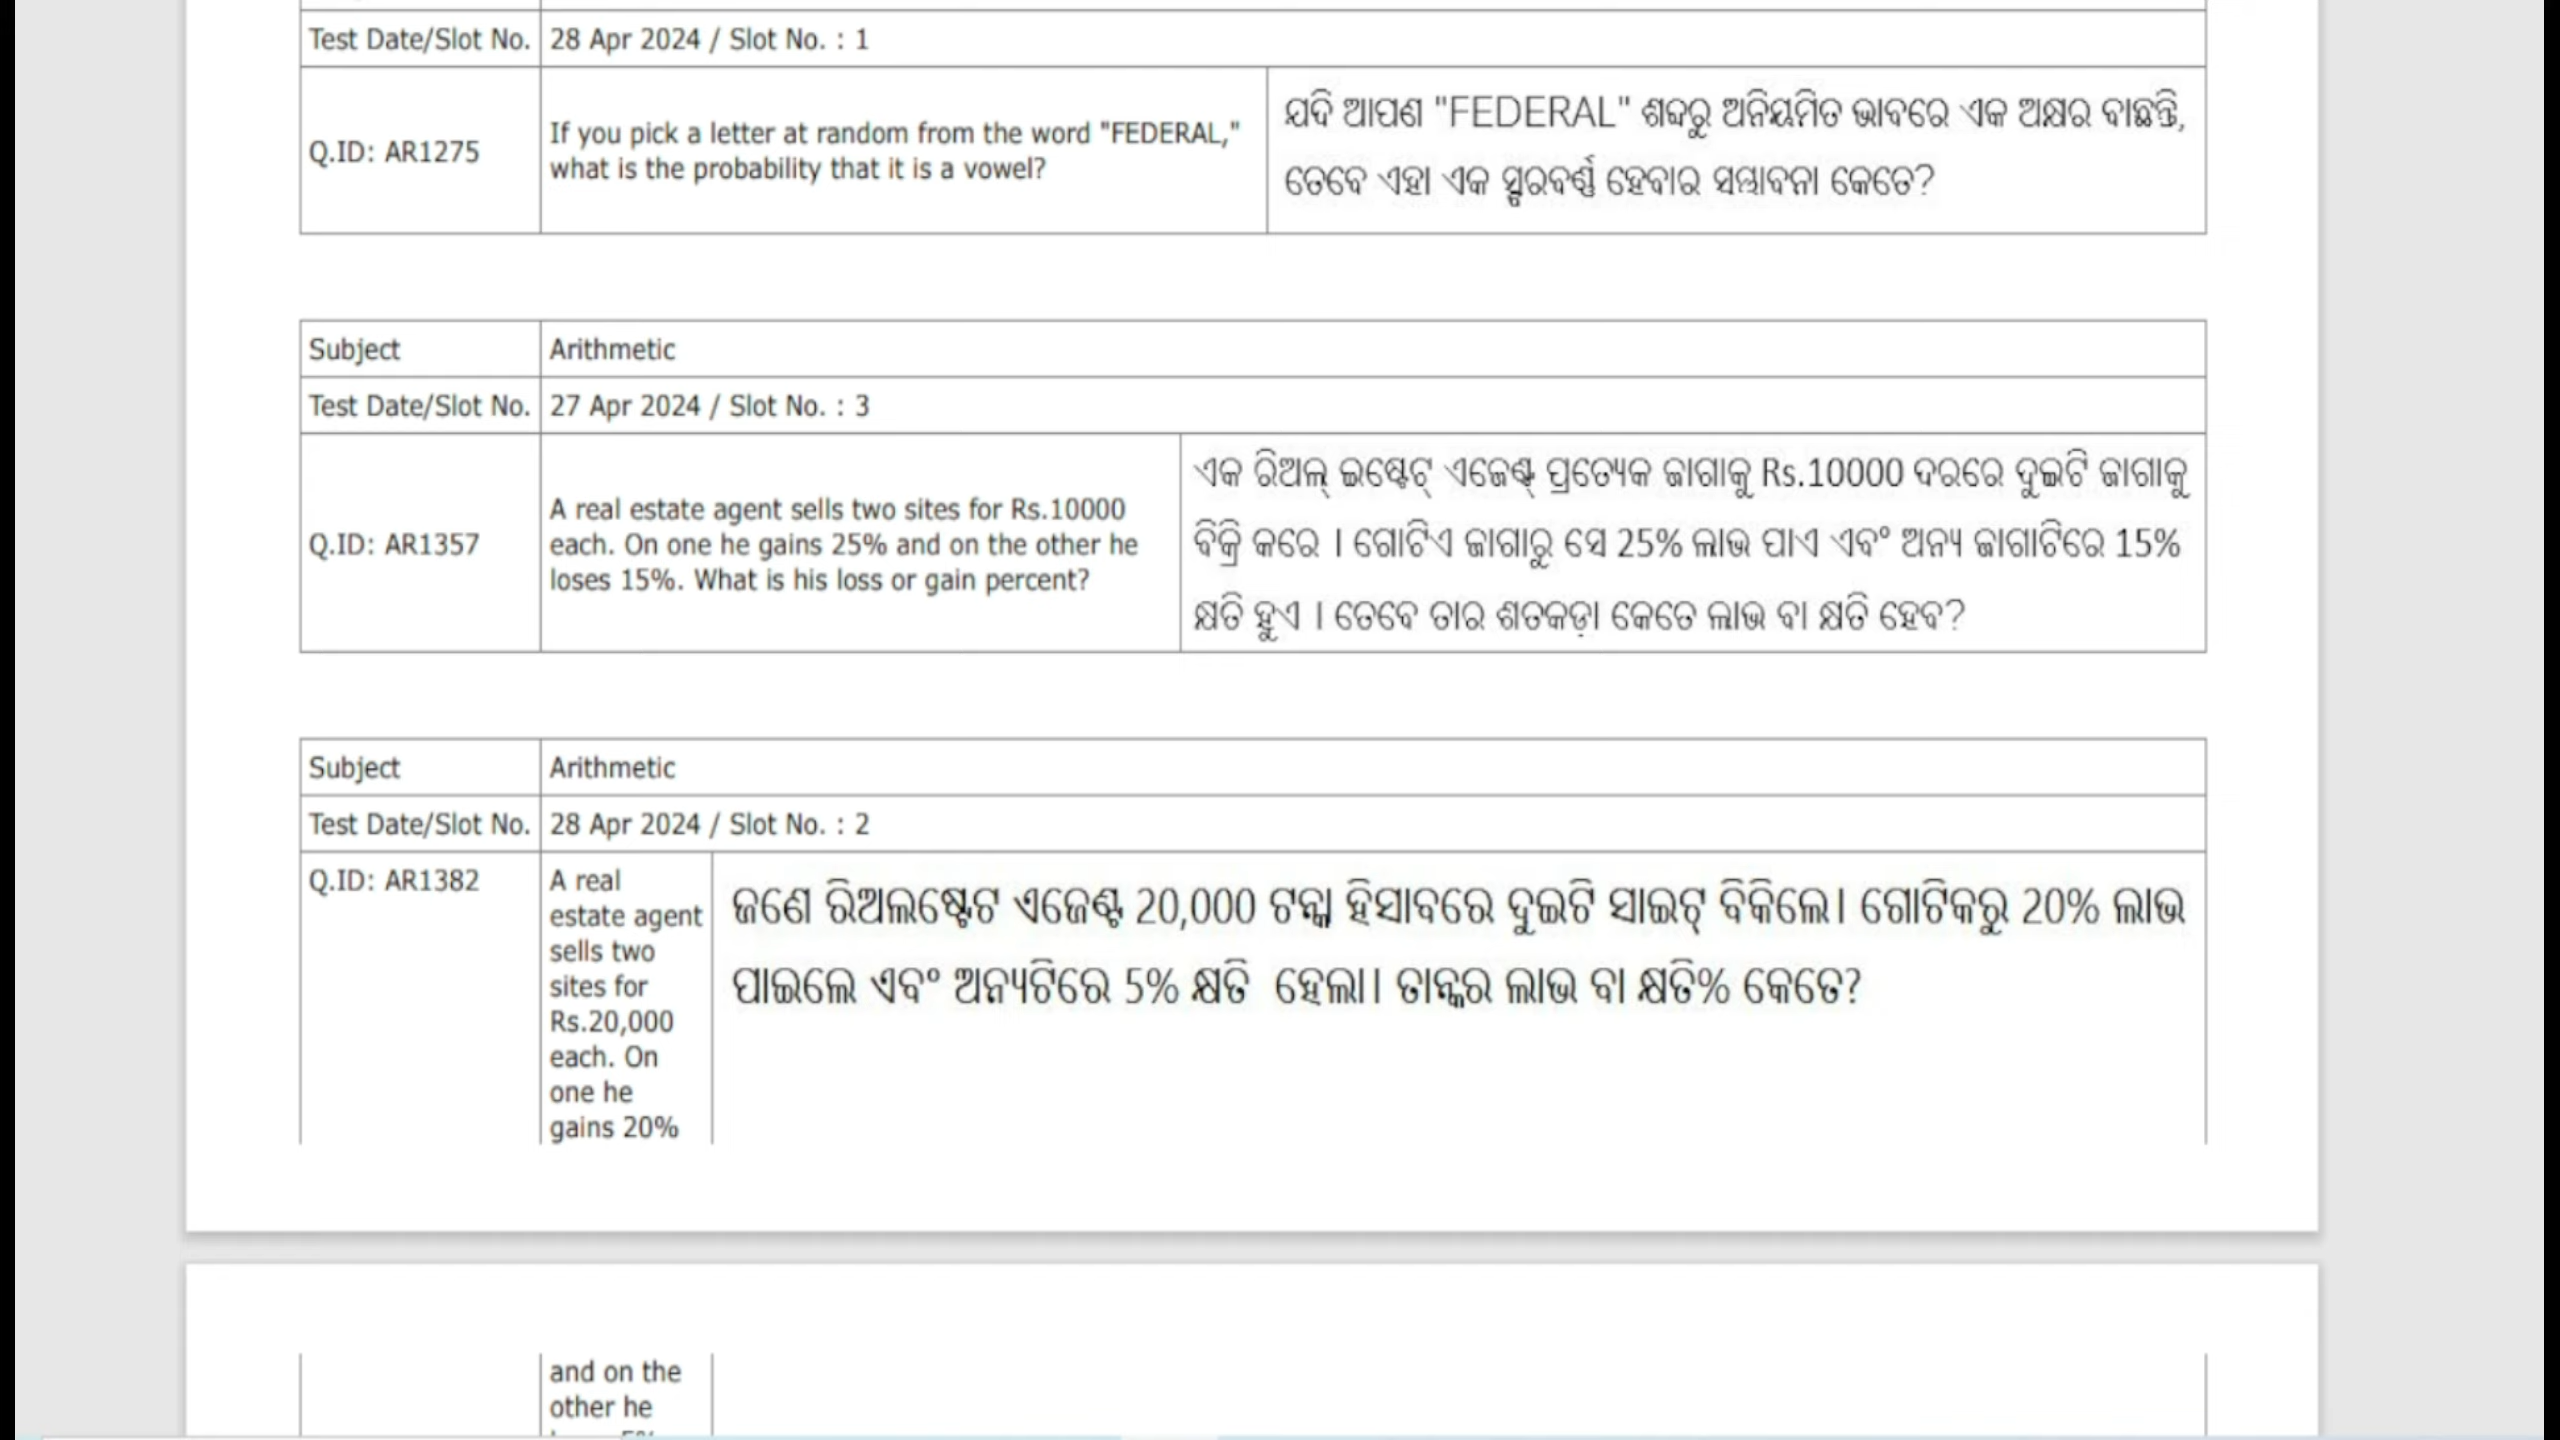 Test Date/Slot No. 28 Apr 2024 / Slot No. : 1
Q.ID: AR1275
If you pick a letter at random from the word "FEDERAL,"
what is the probability that it is a vowel?
ଯଦି ଆପଣ "FEDERAL" ଶବ୍ଦରୁ ଅନିୟମିତ ଭାବରେ ଏକ ଅକ୍ଷର ବାଛନ୍ତି,
ତେବେ ଏହା ଏକ ସ୍ବରବର୍ଣ୍ଣ ହେବାର ସମ୍ଭାବନା କେତେ?
Subject Arithmetic
Test Date/Slot No. 27 Apr 2024 / Slot No. : 3
Q.ID: AR1357
A real estate agent sells two sites for Rs.10000
each. On one he gains 25% and on the other he
loses 15%. What is his loss or gain percent?
ଏକ ରିଅଲ୍ ଇଷ୍ଟେଟ୍ ଏଜେଣ୍ଟ୍ ପ୍ରତ୍ୟେକ ଜାଗାକୁ Rs.10000 ଦରରେ ଦୁଇଟି ଜାଗାକୁ
ବିକ୍ରି କରେ । ଗୋଟିଏ ଜାଗାରୁ ସେ 25% ଲାଭ ପାଏ ଏବଂ ଅନ୍ୟ ଜାଗାଟିରେ 15%
କ୍ଷତି ହୁଏ । ତେବେ ତାର ଶତକଡ଼ା କେତେ ଲାଭ ବା କ୍ଷତି ହେବ?
Subject Arithmetic
Test Date/Slot No. 28 Apr 2024 / Slot No. : 2
Q.ID: AR1382
A real
estate agent
sells two
sites for
Rs.20,000
each. On
one he
gains 20%
ଜଣେ ରିଅଲଷ୍ଟେଟ ଏଜେଣ୍ଟ 20,000 ଟଙ୍କା ହିସାବରେ ଦୁଇଟି ସାଇଟ୍ ବିକିଲେ। ଗୋଟିକରୁ 20% ଲାଭ
ପାଇଲେ ଏବଂ ଅନ୍ୟଟିରେ 5% କ୍ଷତି ହେଲା। ତାଙ୍କର ଲାଭ ବା କ୍ଷତି% କେତେ?
and on the
other he